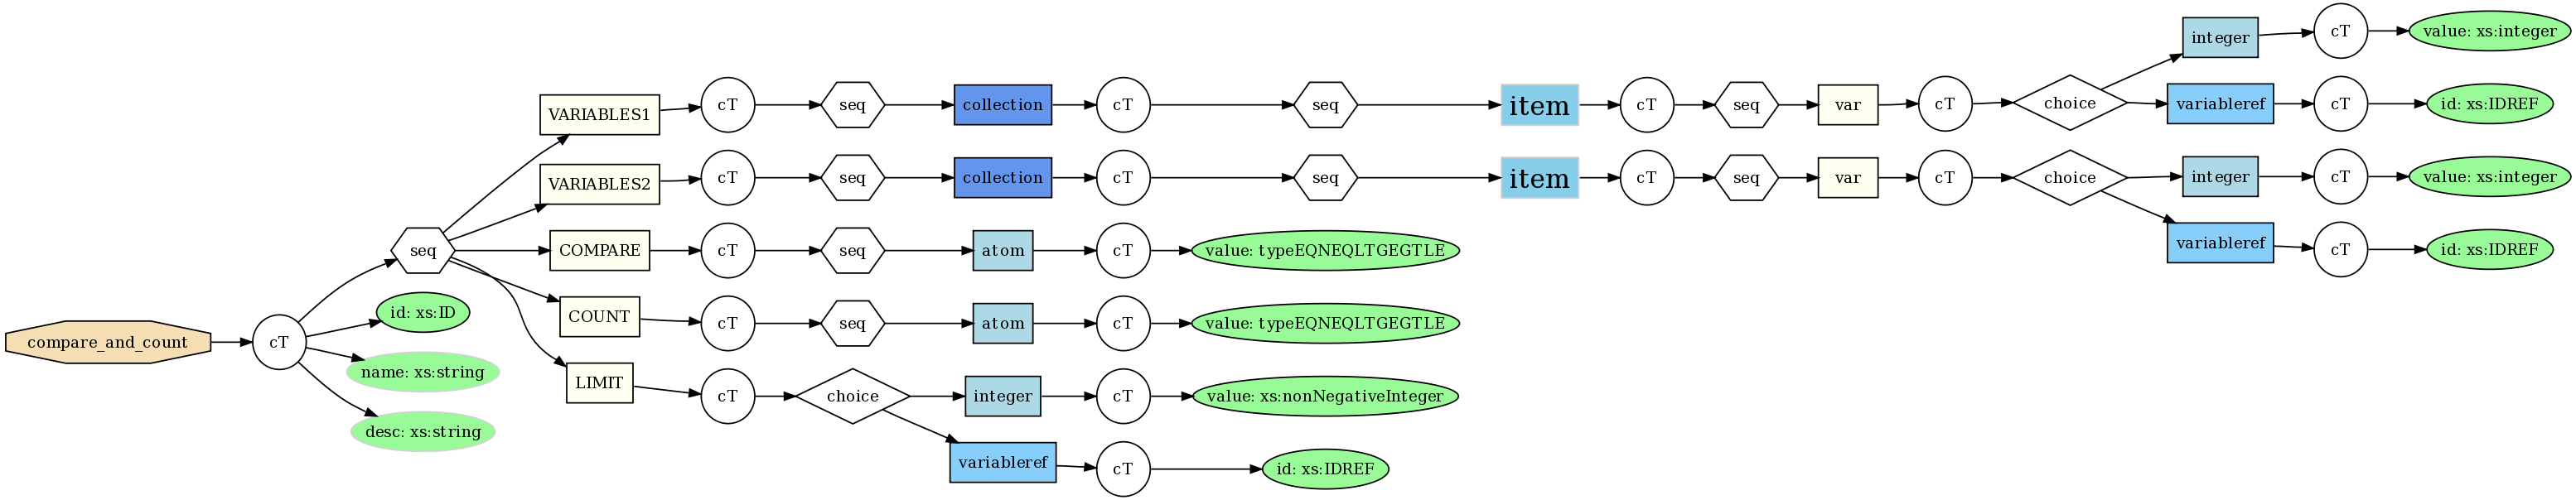 compare_and_count
cT
seq
id: xs:ID
name: xs:string
desc: xs:string
VARIABLES1
cT
seq
collection
cT
seq
item
cT
seq
var
cT
choice
integer
cT
value: xs:integer
variableref
cT
id: xs:IDREF
VARIABLES2
cT
seq
collection
cT
seq
item
cT
seq
var
cT
choice
integer
cT
value: xs:integer
variableref
cT
id: xs:IDREF
COMPARE
cT
seq
atom
cT
value: typeEQNEQLTGEGTLE
COUNT
cT
seq
atom
cT
value: typeEQNEQLTGEGTLE
LIMIT
cT
choice
integer
cT
value: xs:nonNegativeInteger
variableref
cT
id: xs:IDREF